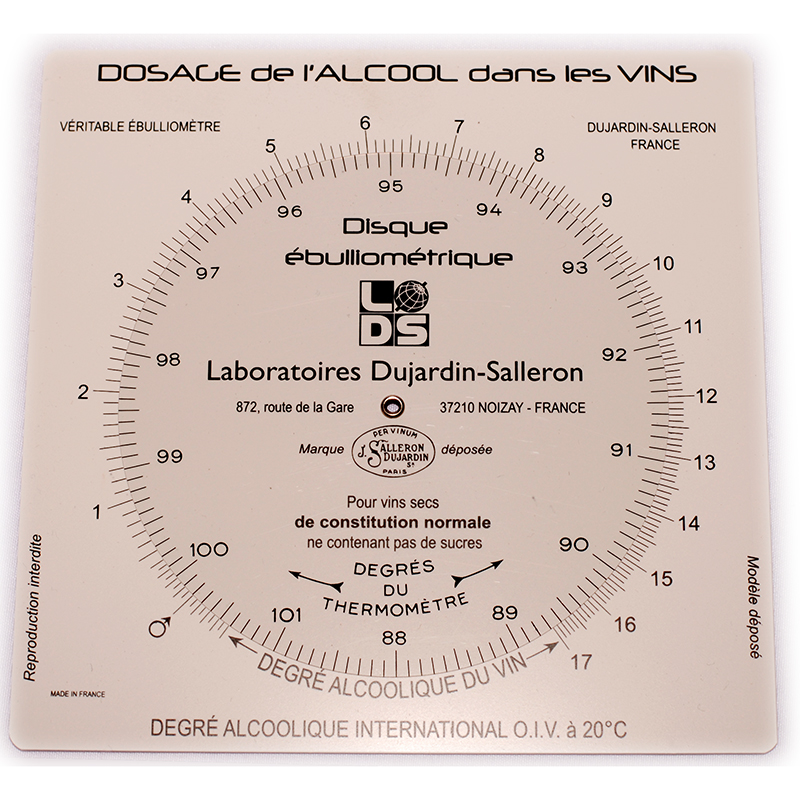 DOSAGE de l'ALCOOL dans les VINS
VÉRITABLE ÉBULLIOMÈTRE
DUJARDIN-SALLERON
FRANCE
1 2 3 4 5 6 7 8 9 10 11 12 13 14 15 16 17
101 100 99 98 97 96 95 94 93 92 91 90 89 88
Disque
ébulliométrique
L DS
Laboratoires Dujardin-Salleron
872, route de la Gare 37210 NOIZAY - FRANCE
Marque déposée
PER VINUM
J. SALLERON
DUJARDIN
Sr
PARIS
Pour vins secs
de constitution normale
ne contenant pas de sucres
DEGRÉS
DU
THERMOMÈTRE
DEGRÉ ALCOOLIQUE DU VIN
Reproduction interdite
Modèle déposé
MADE IN FRANCE
DEGRÉ ALCOOLIQUE INTERNATIONAL O.I.V. à 20°C